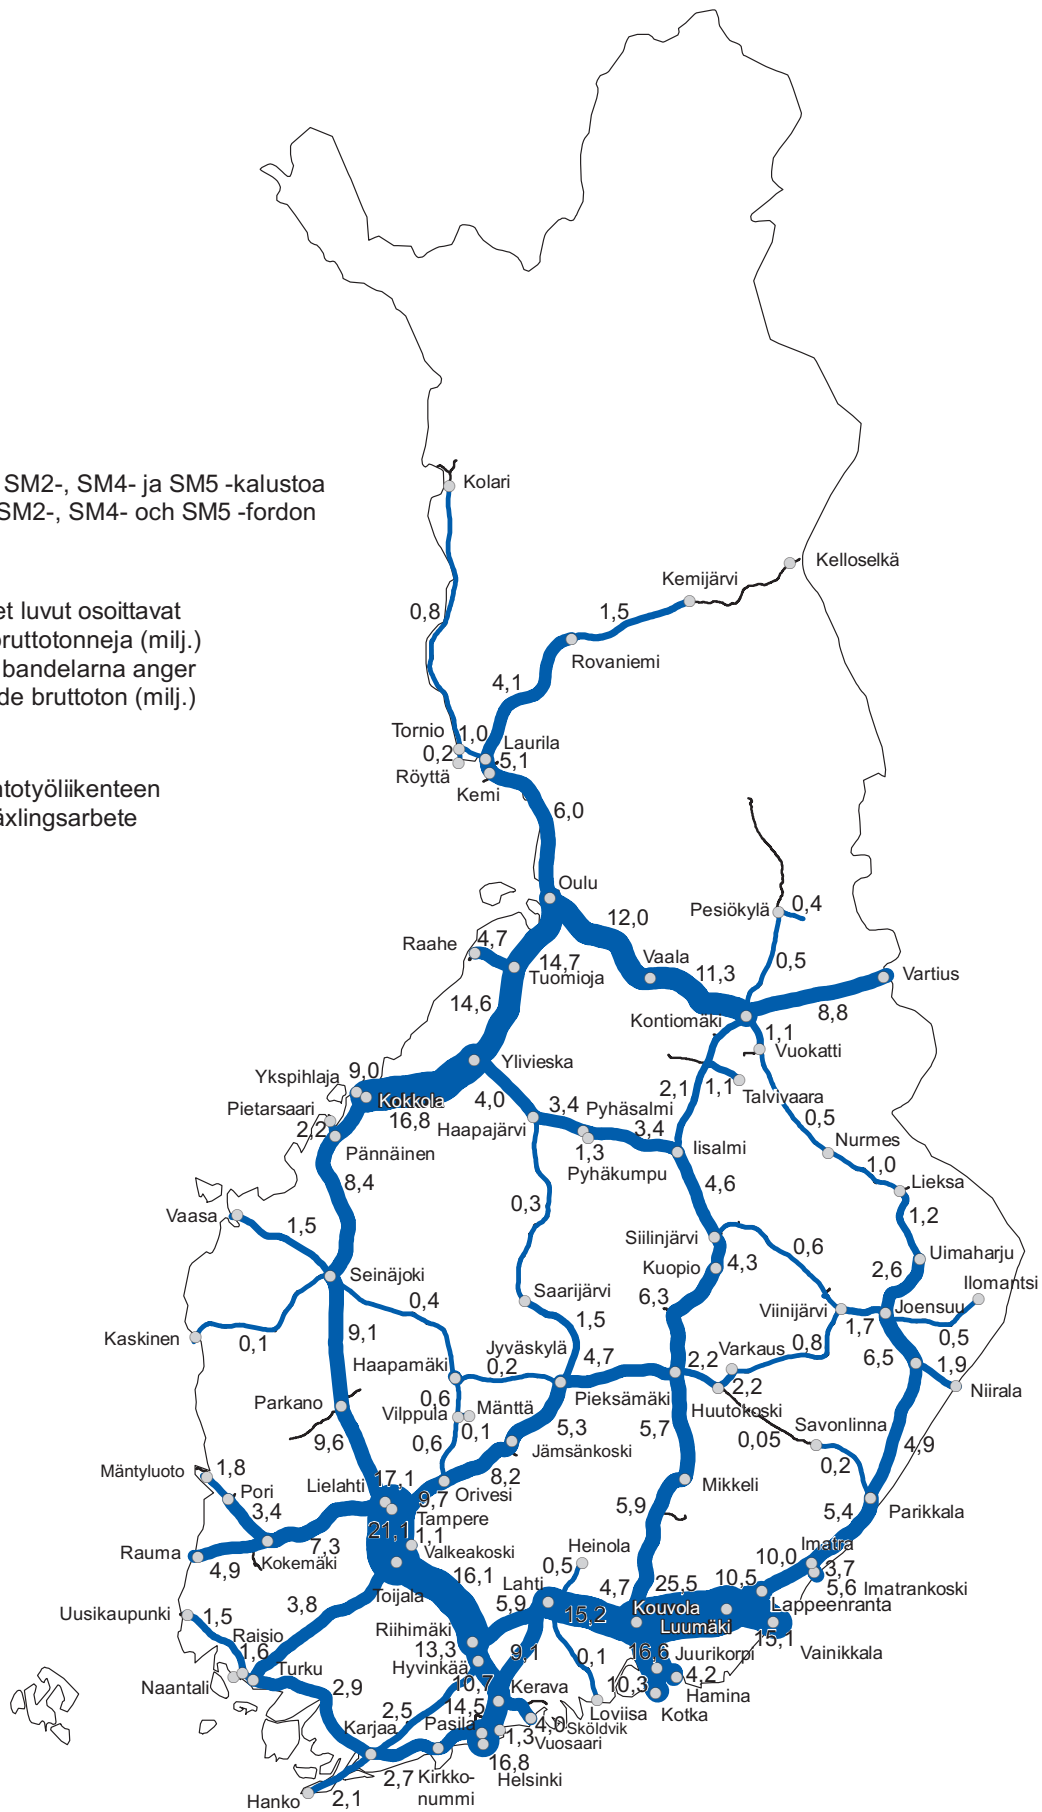 SM2-, SM4- ja SM5 -kalustoa
SM2-, SM4- och SM5 -fordon
et luvut osoittavat
bruttotonneja (milj.)
bandelarna anger
de bruttoton (milj.)
htotyöliikenteen
äxlingsarbete
Kolari
Kelloselkä
Kemijärvi
0,8
1,5
Rovaniemi
4,1
Tornio
1,0
Laurila
0,2
5,1
Röyttä
Kemi
6,0
Oulu
Pesiökylä
0,4
12,0
Raahe
4,7
Vaala
14,7
Tuomioja
11,3
0,5
Vartius
14,6
8,8
Kontiomäki
1,1
Vuokatti
Ylivieska
Ykspihlaja
9,0
2,1
1,1
Talvivaara
Kokkola
4,0
Pietarsaari
16,8
3,4
Pyhäsalmi
0,5
2,2
Haapajärvi
3,4
Nurmes
Pännäinen
1,3
Iisalmi
Pyhäkumpu
1,0
8,4
4,6
Lieksa
0,3
1,2
Vaasa
1,5
Siilinjärvi
0,6
Uimaharju
Seinäjoki
Kuopio
4,3
2,6
Ilomantsi
0,4
Saarijärvi
6,3
Viinijärvi
Joensuu
Kaskinen
0,1
9,1
1,5
1,7
0,5
Jyväskylä
4,7
Varkaus
0,8
6,5
Haapamäki
0,2
2,2
1,9
Niirala
0,6
Pieksämäki
2,2
Parkano
Vilppula
Mänttä
Huutokoski
0,1
5,3
5,7
Savonlinna
9,6
0,6
Jämsänkoski
0,05
4,9
Mäntyluoto
1,8
8,2
0,2
Lielahti
17,1
Mikkeli
Pori
9,7
Orivesi
5,4
Parikkala
3,4
Tampere
5,9
21,1
1,1
Rauma
7,3
Valkeakoski
Heinola
Imatra
4,9
Kokemäki
0,5
10,0
3,7
Toijala
16,1
Lahti
4,7
25,5
10,5
5,6
Imatrankoski
3,8
5,9
Kouvola
Lappeenranta
Uusikaupunki
1,5
15,2
Luumäki
Riihimäki
15,1
Vainikkala
Raisio
13,3
9,1
16,6
Juurikorpi
1,6
Turku
Hyvinkää
0,1
4,2
Naantali
2,9
10,7
Kerava
10,3
Hamina
2,5
14,5
Loviisa
Kotka
Karjaa
Pasila
4,0
Sköldvik
1,3
Vuosaari
2,7
Kirkko-
nummi
16,8
Helsinki
Hanko
2,1